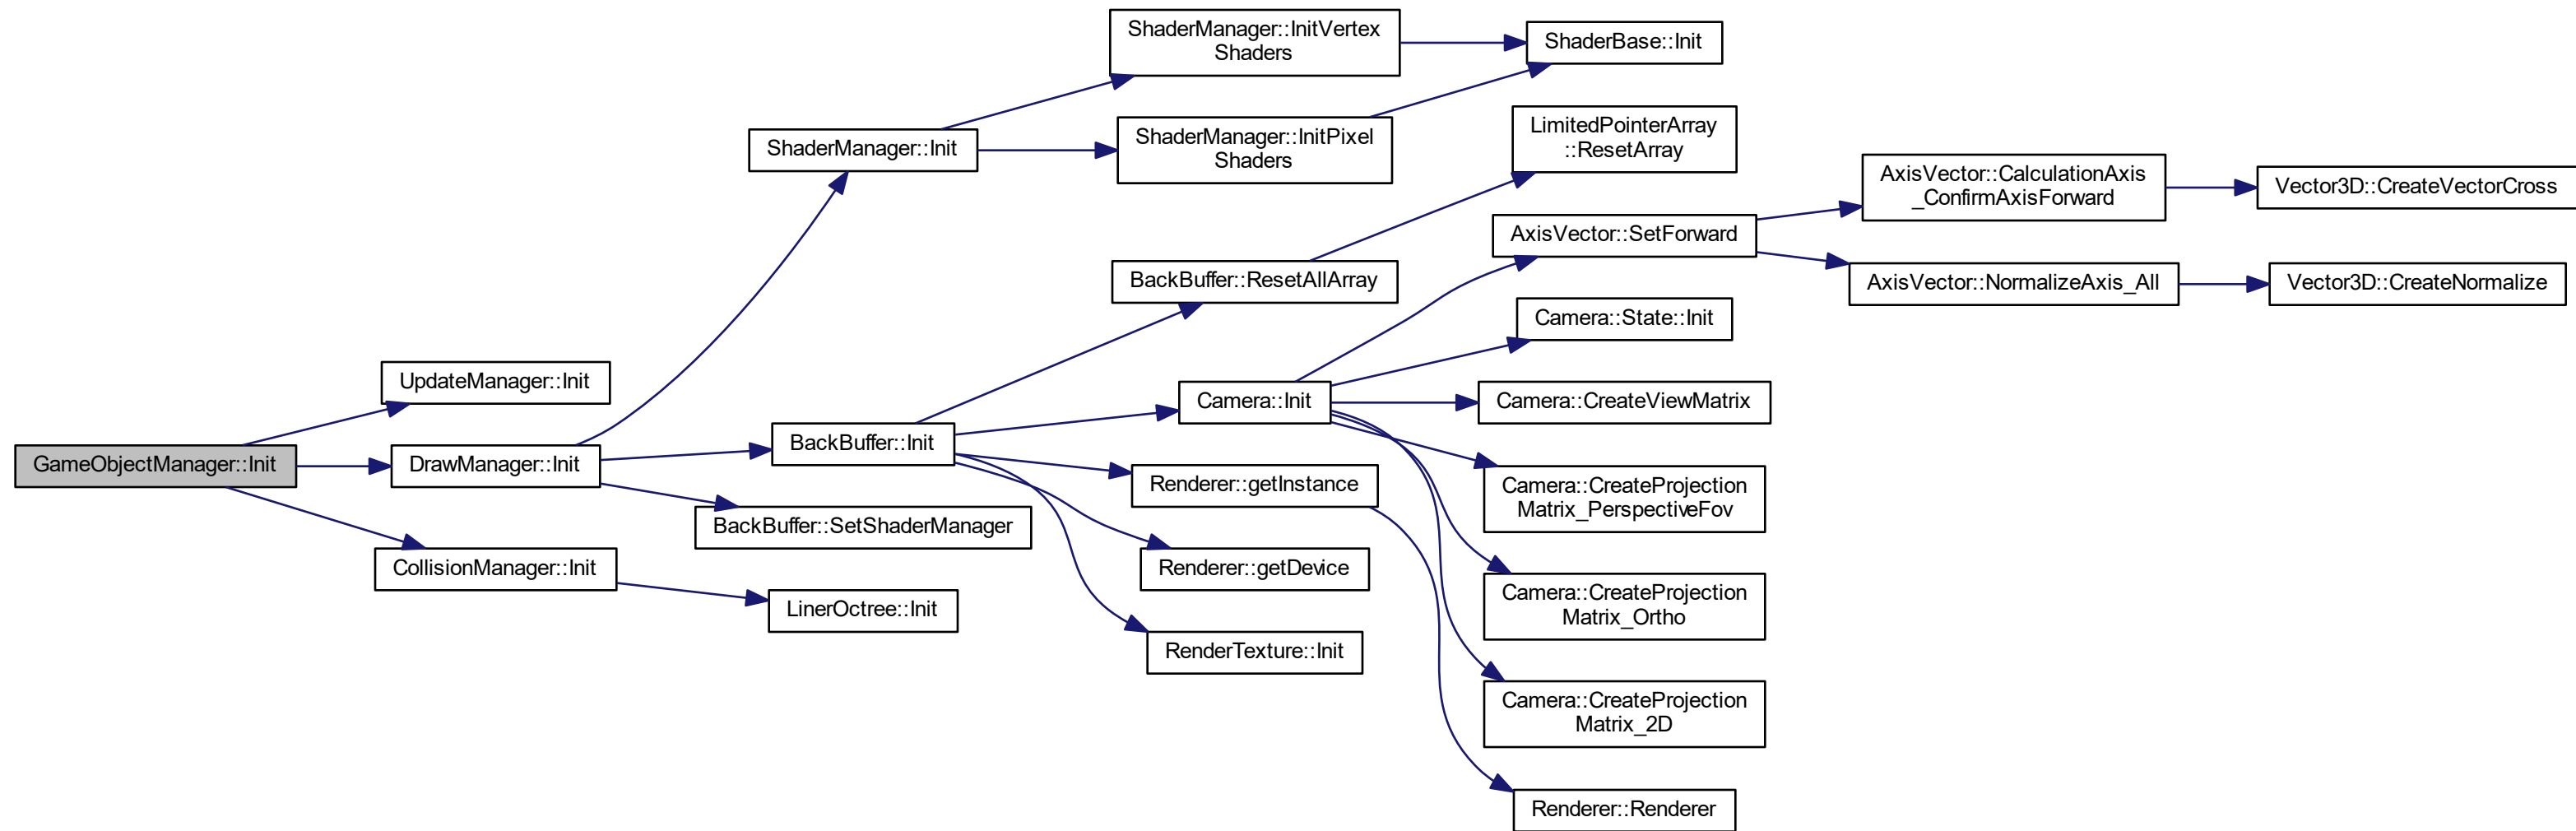 GameObjectManager::Init
UpdateManager::Init
DrawManager::Init
CollisionManager::Init
ShaderManager::Init
BackBuffer::Init
BackBuffer::SetShaderManager
LinerOctree::Init
ShaderManager::InitVertex
Shaders
ShaderManager::InitPixel
Shaders
BackBuffer::ResetAllArray
Camera::Init
Renderer::getInstance
Renderer::getDevice
RenderTexture::Init
ShaderBase::Init
LimitedPointerArray
::ResetArray
AxisVector::SetForward
Camera::State::Init
Camera::CreateViewMatrix
Camera::CreateProjection
Matrix_PerspectiveFov
Camera::CreateProjection
Matrix_Ortho
Camera::CreateProjection
Matrix_2D
Renderer::Renderer
AxisVector::CalculationAxis
_ConfirmAxisForward
AxisVector::NormalizeAxis_All
Vector3D::CreateVectorCross
Vector3D::CreateNormalize